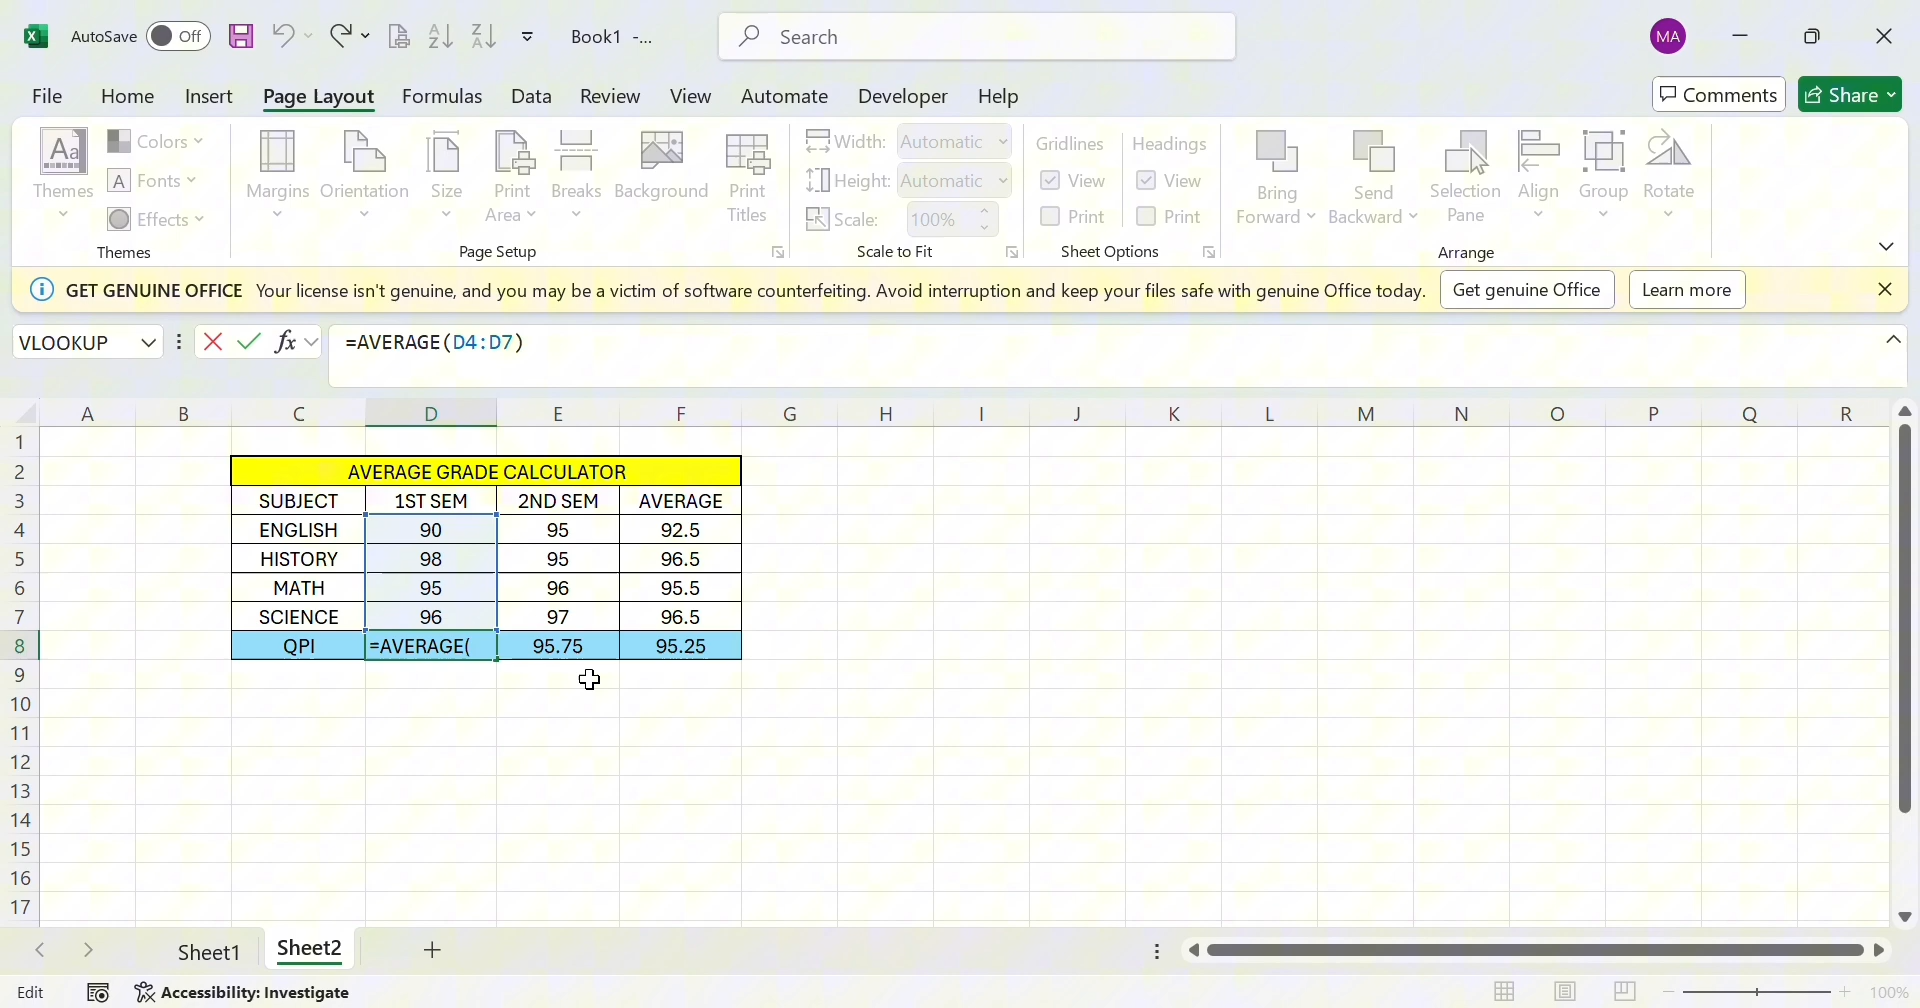 AutoSave Off Book1 -... Search MA
File Home Insert Page Layout Formulas Data Review View Automate Developer Help Comments Share
Themes Colors Fonts Effects Themes
Margins Orientation Size Print Area Breaks Background Print Titles Page Setup
Width: Automatic
Height: Automatic
Scale: 100%
Scale to Fit
Gridlines Headings
View View
Print Print
Sheet Options
Bring Forward Send Backward Selection Pane Align Group Rotate
Arrange
GET GENUINE OFFICE Your license isn't genuine, and you may be a victim of software counterfeiting. Avoid interruption and keep your files safe with genuine Office today. Get genuine Office Learn more
VLOOKUP fx =AVERAGE(D4:D7)
A B C D E F G H I J K L M N O P Q R
1
2 AVERAGE GRADE CALCULATOR
3 SUBJECT 1ST SEM 2ND SEM AVERAGE
4 ENGLISH 90 95 92.5
5 HISTORY 98 95 96.5
6 MATH 95 96 95.5
7 SCIENCE 96 97 96.5
8 QPI =AVERAGE( 95.75 95.25
9
10
11
12
13
14
15
16
17
Sheet1 Sheet2 +
Edit Accessibility: Investigate 100%